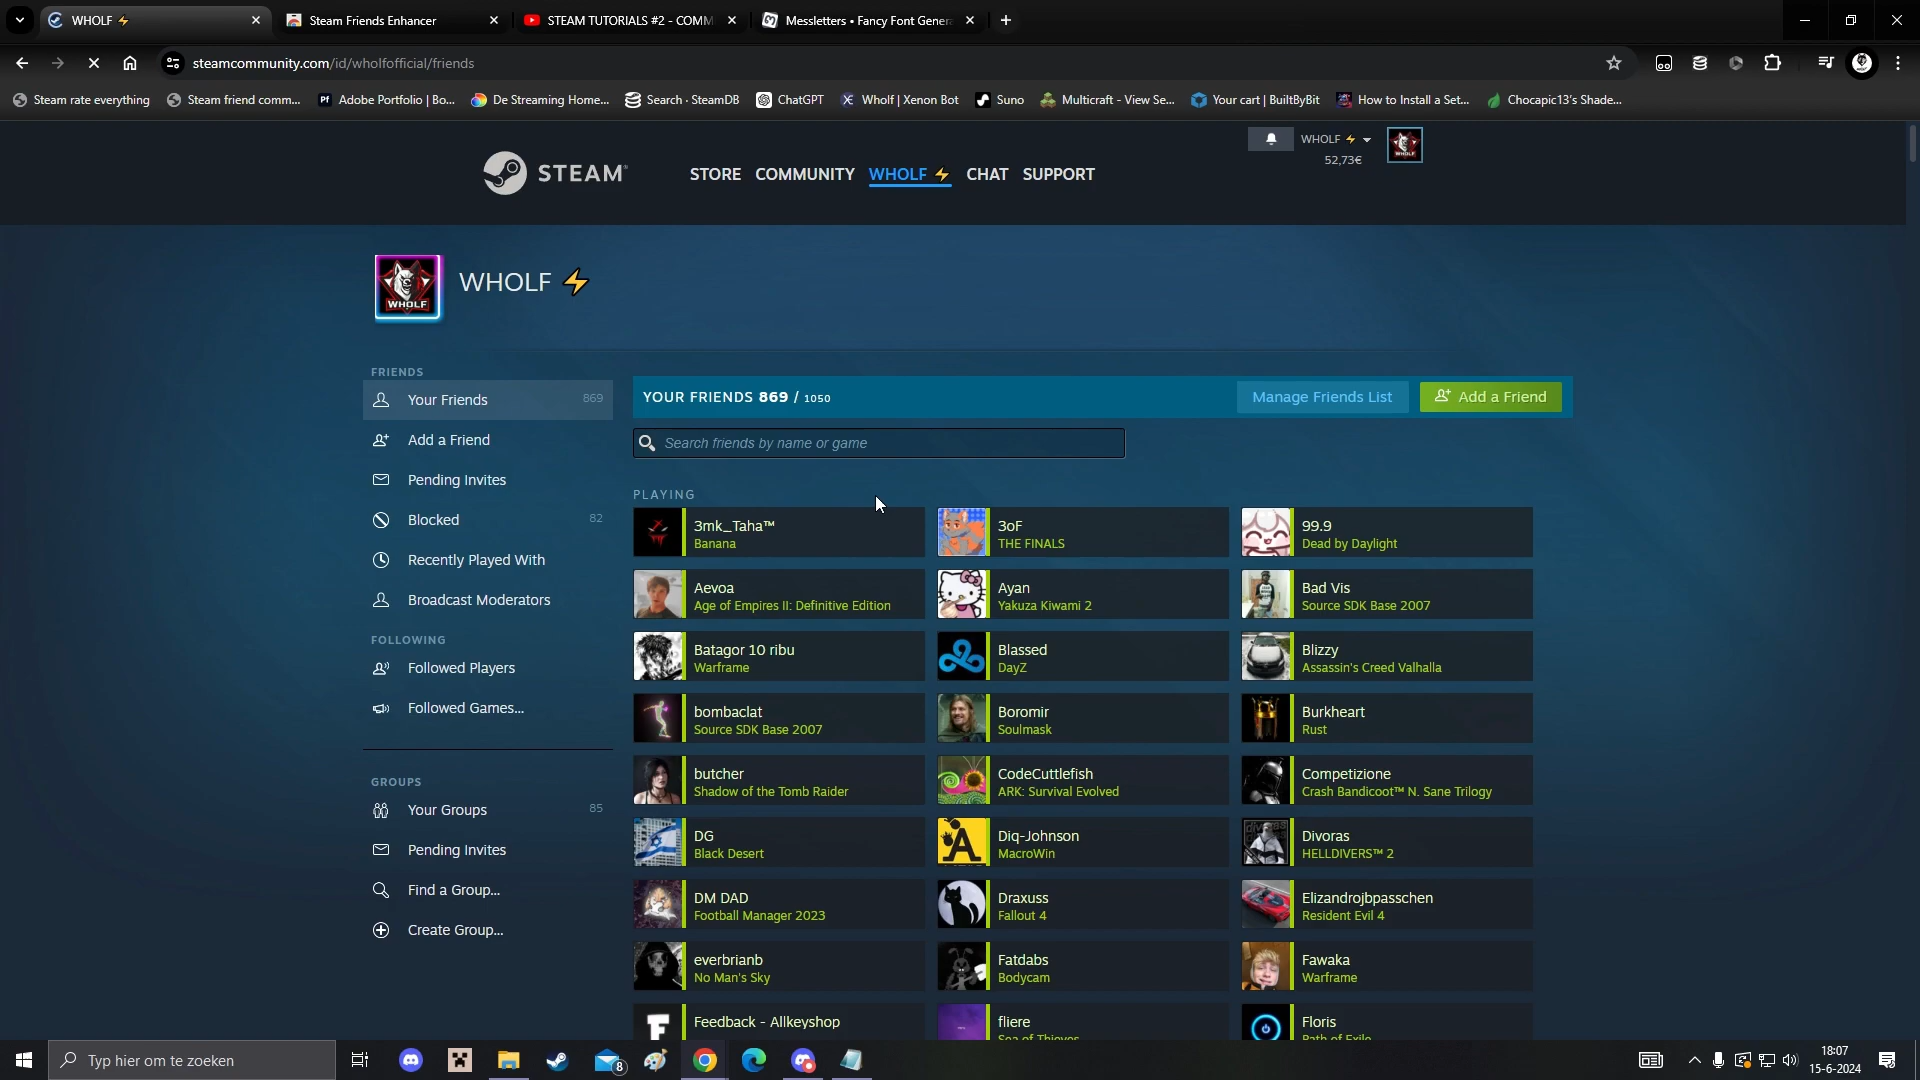 WHOLF ⚡
Steam Friends Enhancer
STEAM TUTORIALS #2 - COMM
Messletters • Fancy Font Genera
steamcommunity.com/id/wholfofficial/friends
Steam rate everything
Steam friend comm...
Adobe Portfolio | Bo...
De Streaming Home...
Search · SteamDB
ChatGPT
Wholf | Xenon Bot
Suno
Multicraft - View Se...
Your cart | BuiltByBit
How to Install a Set...
Chocapic13's Shade...
STEAM®
STORE COMMUNITY WHOLF ⚡ CHAT SUPPORT
WHOLF ⚡
52,73€
WHOLF ⚡
WHOLF
FRIENDS
Your Friends 869
Add a Friend
Pending Invites
Blocked 82
Recently Played With
Broadcast Moderators
FOLLOWING
Followed Players
Followed Games...
GROUPS
Your Groups 85
Pending Invites
Find a Group...
Create Group...
YOUR FRIENDS 869 / 1050
Manage Friends List
Add a Friend
Search friends by name or game
PLAYING
3mk_Taha™
Banana
3oF
THE FINALS
99.9
Dead by Daylight
Aevoa
Age of Empires II: Definitive Edition
Ayan
Yakuza Kiwami 2
Bad Vis
Source SDK Base 2007
Batagor 10 ribu
Warframe
Blassed
DayZ
Blizzy
Assassin's Creed Valhalla
bombaclat
Source SDK Base 2007
Boromir
Soulmask
Burkheart
Rust
butcher
Shadow of the Tomb Raider
CodeCuttlefish
ARK: Survival Evolved
Competizione
Crash Bandicoot™ N. Sane Trilogy
DG
Black Desert
Diq-Johnson
MacroWin
Divoras
HELLDIVERS™ 2
DM DAD
Football Manager 2023
Draxuss
Fallout 4
Elizandrojbpasschen
Resident Evil 4
everbrianb
No Man's Sky
Fatdabs
Bodycam
Fawaka
Warframe
Feedback - Allkeyshop
fliere
Sea of Thieves
Floris
Path of Exile
Typ hier om te zoeken
8
18:07
15-6-2024